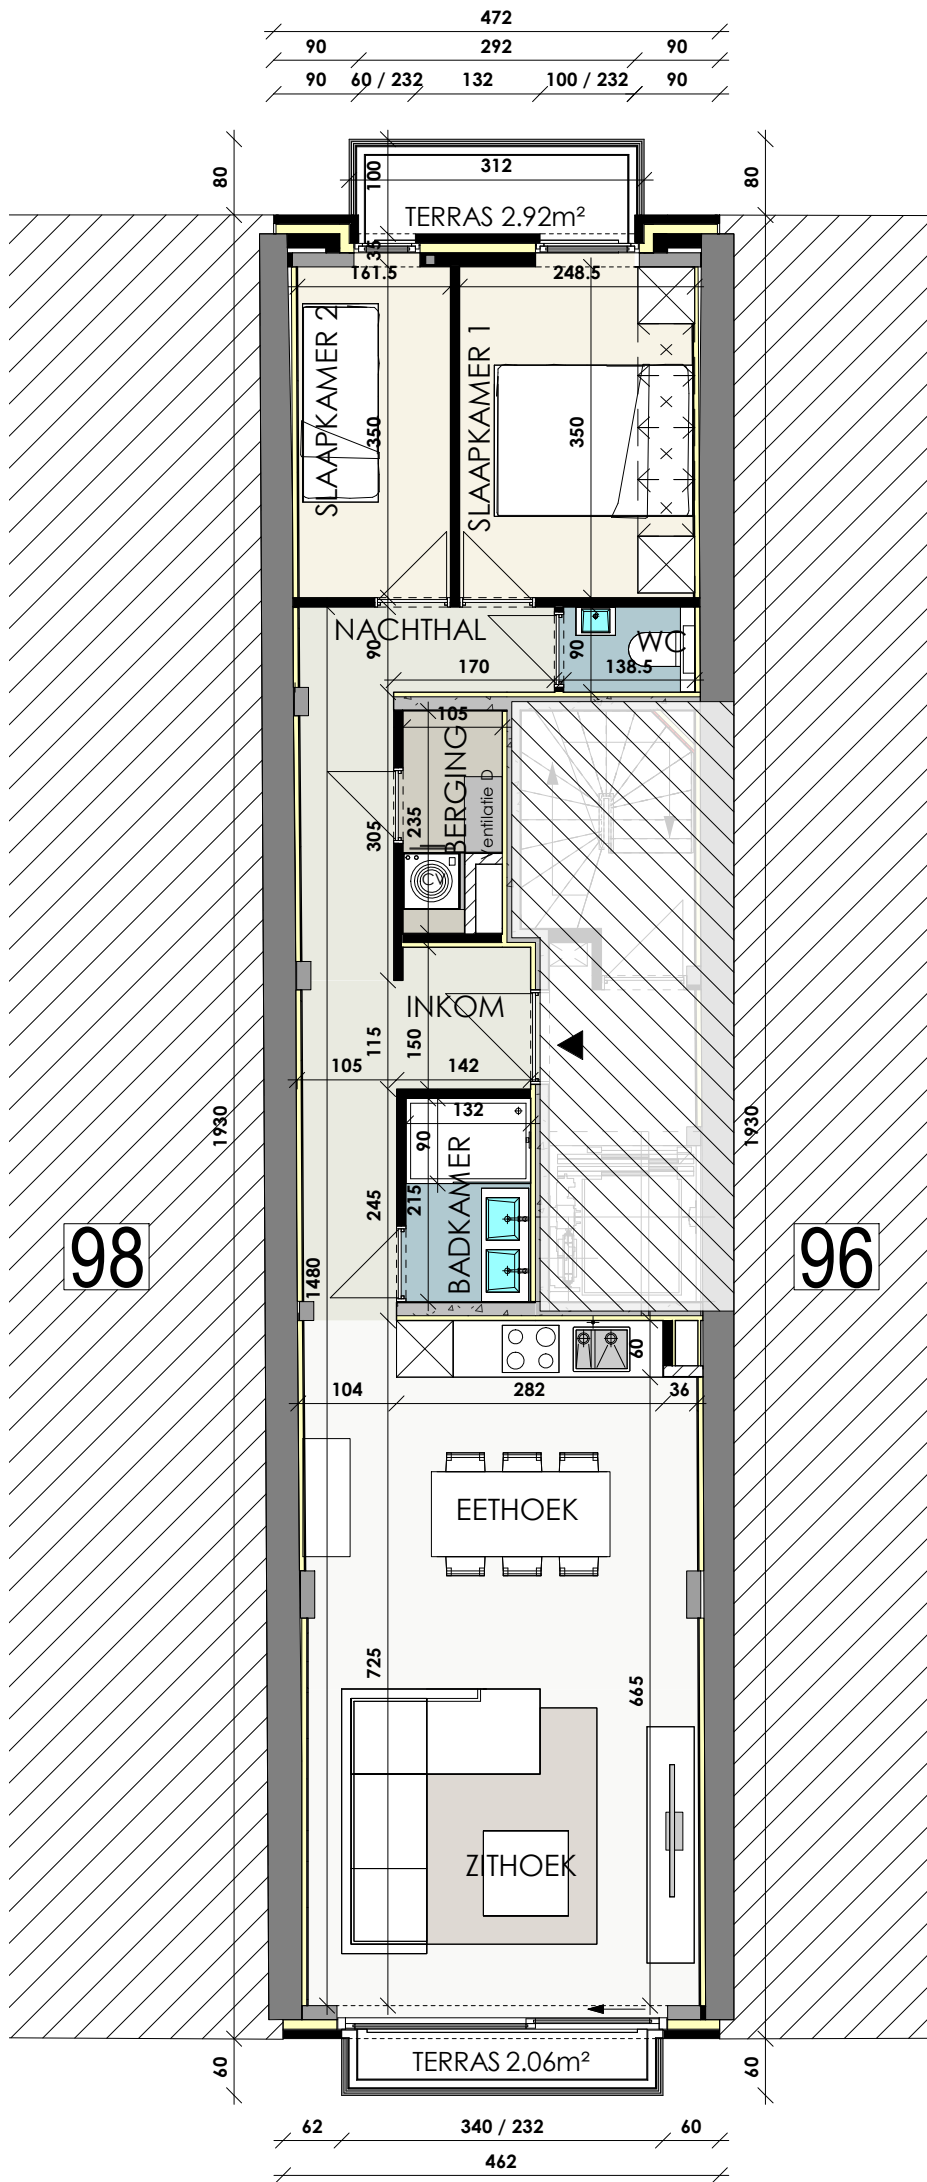 472
90 292 90
90 60 / 232 132 100 / 232 90
80 100 312 80
TERRAS 2.92m²
35
161.5 248.5
SLAAPKAMER 2
350
SLAAPKAMER 1
350
NACHTHAL
90
170
90
WC
138.5
105
BERGING
Ventilatie D
235
305
CV
INKOM
115
150
105 142
132
90
BADKAMER
215
245
1930
1930
98
96
1480
60
104 282 36
EETHOEK
725
665
ZITHOEK
TERRAS 2.06m²
60
60
62 340 / 232 60
462